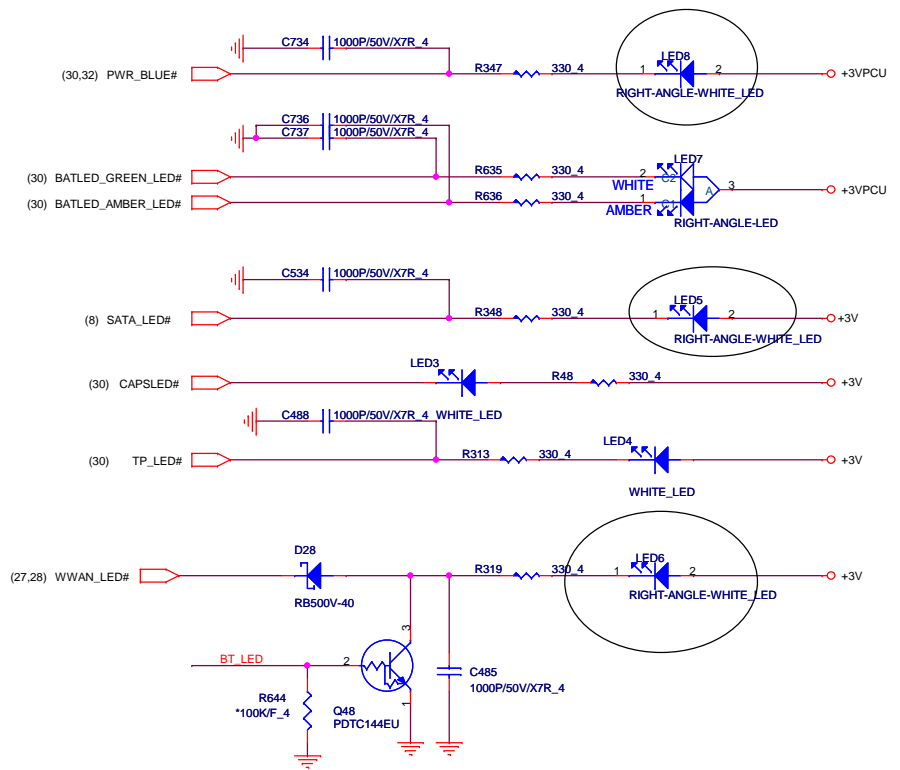 C734 1000P/50V/X7R_4
LED8
(30,32) PWR_BLUE# R347 330_4 1 2 +3VPCU
RIGHT-ANGLE-WHITE_LED
C736 1000P/50V/X7R_4
C737 1000P/50V/X7R_4
LED7
(30) BATLED_GREEN_LED# R635 330_4 2 C2
WHITE A 3 +3VPCU
(30) BATLED_AMBER_LED# R636 330_4 1 C1
AMBER
RIGHT-ANGLE-LED
C534 1000P/50V/X7R_4
LED5
(8) SATA_LED# R348 330_4 1 2 +3V
RIGHT-ANGLE-WHITE_LED
LED3
(30) CAPSLED# R48 330_4 +3V
WHITE_LED
C488 1000P/50V/X7R_4
LED4
(30) TP_LED# R313 330_4 +3V
WHITE_LED
D28
LED6
(27,28) WWAN_LED# R319 330_4 1 2 +3V
RB500V-40
RIGHT-ANGLE-WHITE_LED
3
BT_LED 2
C485
1000P/50V/X7R_4
R644
*100K/F_4
1
Q48
PDTC144EU